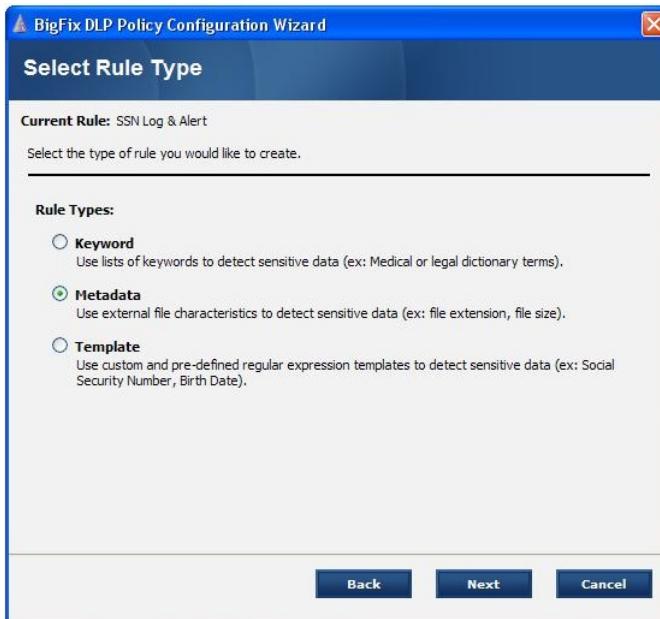 BigFix DLP Policy Configuration Wizard
Select Rule Type
Current Rule: SSN Log & Alert
Select the type of rule you would like to create.
Rule Types:
Keyword
Use lists of keywords to detect sensitive data (ex: Medical or legal dictionary terms).
Metadata
Use external file characteristics to detect sensitive data (ex: file extension, file size).
Template
Use custom and pre-defined regular expression templates to detect sensitive data (ex: Social
Security Number, Birth Date).
Back Next Cancel